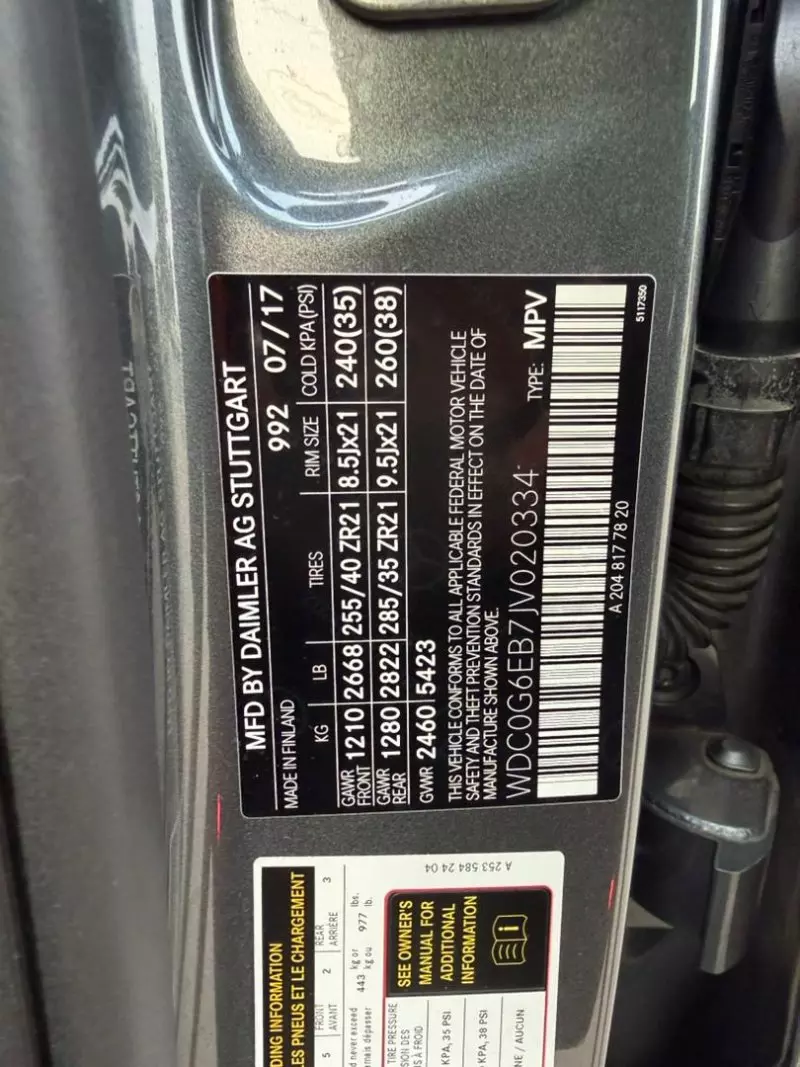 MFD BY DAIMLER AG STUTTGART
MADE IN FINLAND 992 07/17
KG LB TIRES RIM SIZE COLD KPA (PSI)
GAWR FRONT 1210 2668 255/40 ZR21 8.5Jx21 240(35)
GAWR REAR 1280 2822 285/35 ZR21 9.5Jx21 260(38)
GVWR 2460 5423
THIS VEHICLE CONFORMS TO ALL APPLICABLE FEDERAL MOTOR VEHICLE
SAFETY AND THEFT PREVENTION STANDARDS IN EFFECT ON THE DATE OF
MANUFACTURE SHOWN ABOVE.
WDC0G6EB7JV020334 TYPE: MPV
A 204 817 78 20 5117350
DING INFORMATION
LES PNEUS ET LE CHARGEMENT
5 FRONT 2 REAR 3
AVANT ARRIÈRE
d never exceed 443 kg or 977 lbs.
mais dépasser kg ou lb.
TIRE PRESSURE
SION DES
S À FROID
KPA, 35 PSI
KPA, 38 PSI
NE / AUCUN
SEE OWNER'S
MANUAL FOR
ADDITIONAL
INFORMATION
A 253 584 24 04